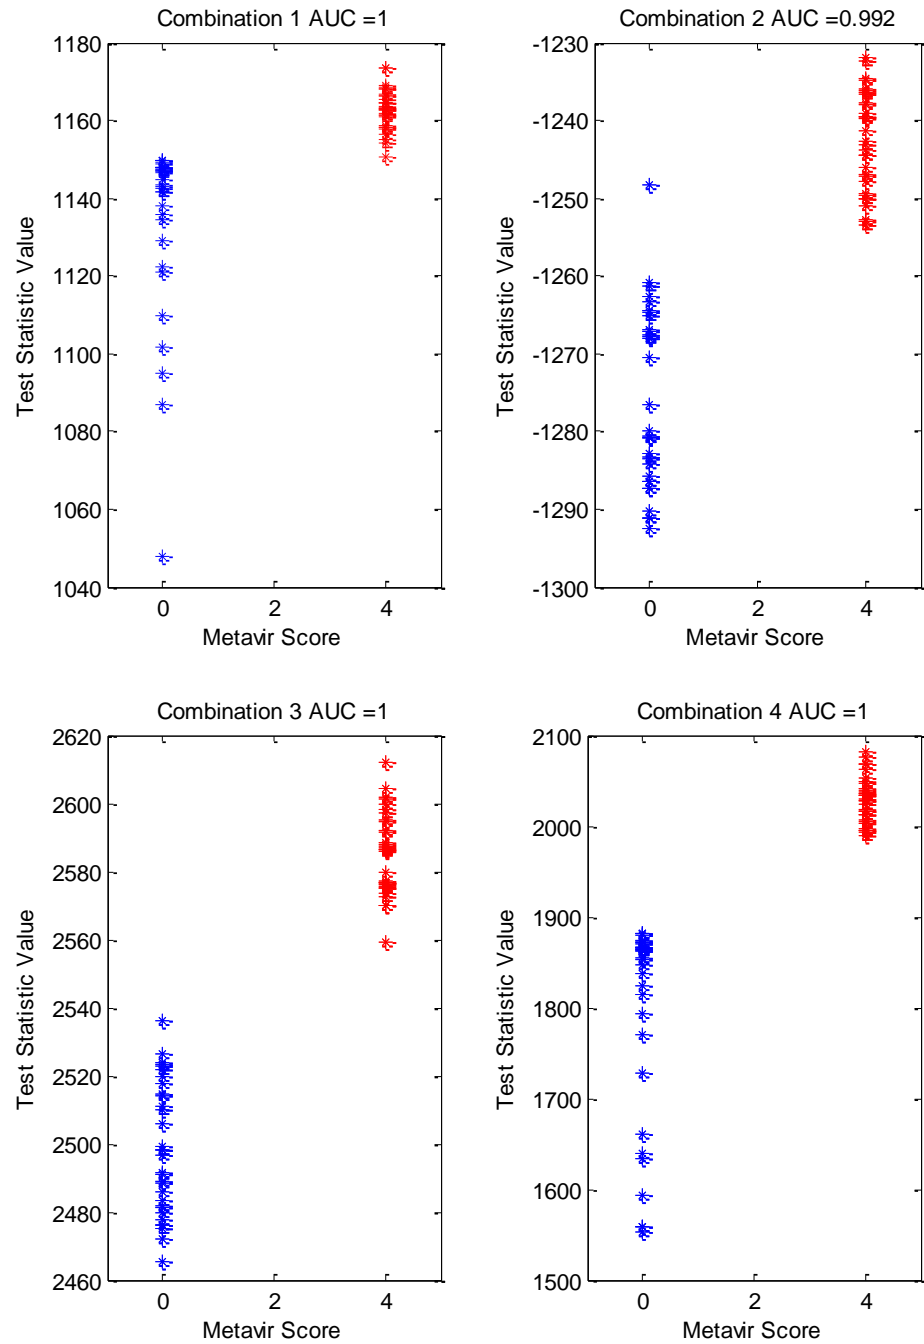 Combination 1 AUC =1
1180
1160
1140
1120
1100
1080
1060
1040
0 2 4
Test Statistic Value
Metavir Score
Combination 2 AUC =0.992
-1230
-1240
-1250
-1260
-1270
-1280
-1290
-1300
0 2 4
Test Statistic Value
Metavir Score
Combination 3 AUC =1
2620
2600
2580
2560
2540
2520
2500
2480
2460
0 2 4
Test Statistic Value
Metavir Score
Combination 4 AUC =1
2100
2000
1900
1800
1700
1600
1500
0 2 4
Test Statistic Value
Metavir Score